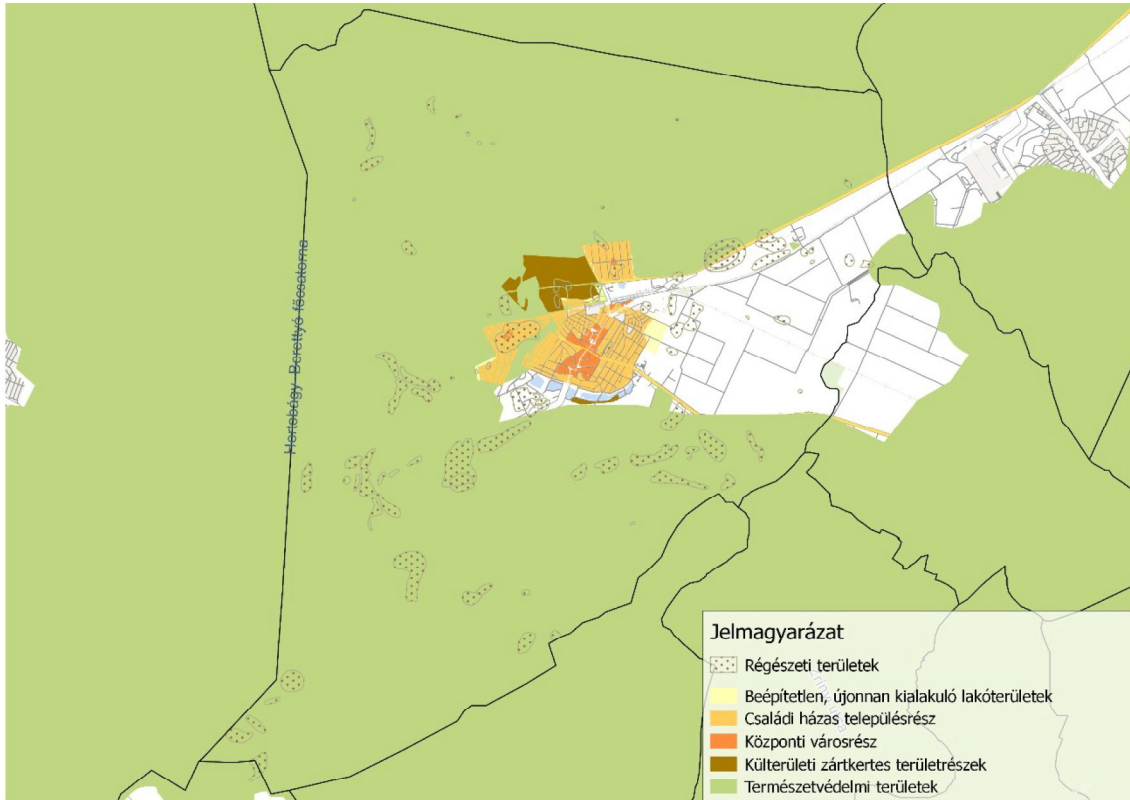 Hortobágy-Berettyó főcsatorna
Jelmagyarázat
Régészeti területek
Beépítetlen, újonnan kialakuló lakóterületek
Családi házas településrész
Központi városrész
Külterületi zártkertes területrészek
Természetvédelmi területek